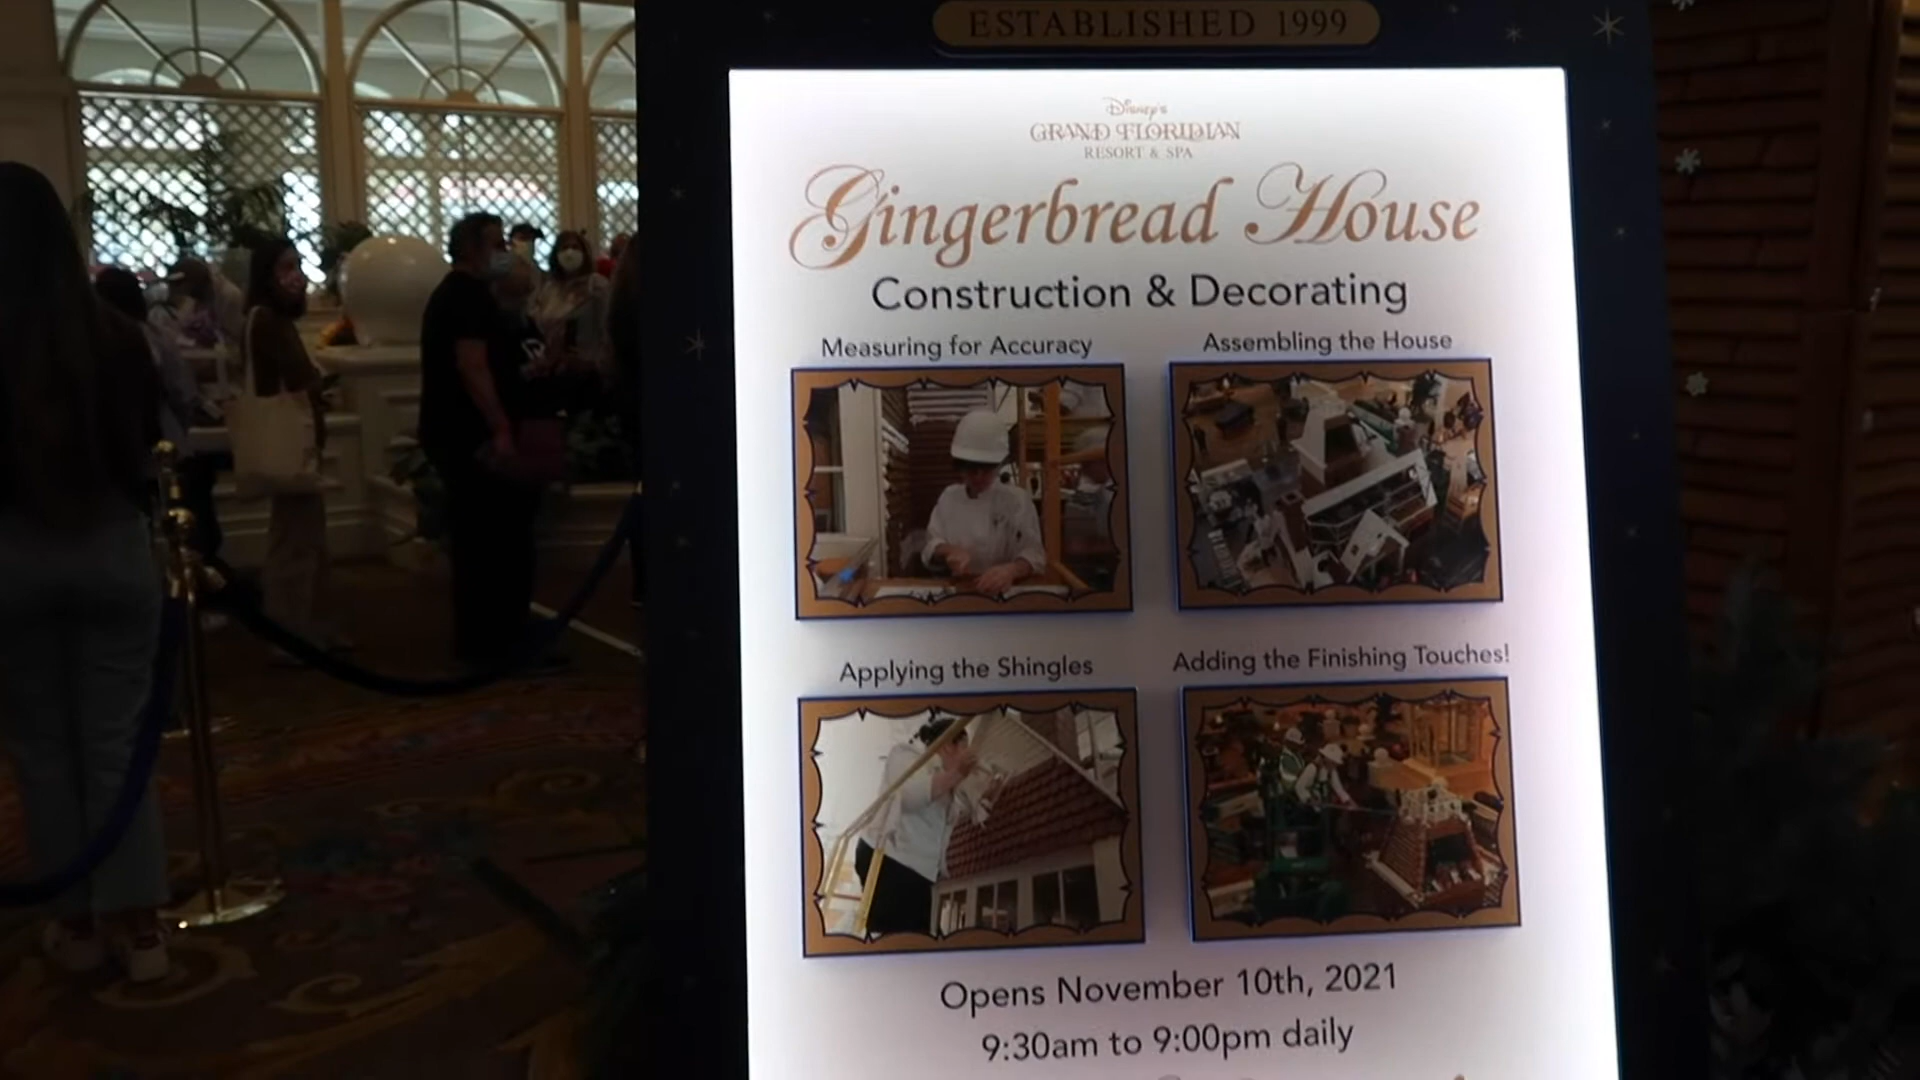 ESTABLISHED 1999
Disney's
GRAND FLORIDIAN
RESORT & SPA
Gingerbread House
Construction & Decorating
Measuring for Accuracy
Assembling the House
Applying the Shingles
Adding the Finishing Touches!
Opens November 10th, 2021
9:30am to 9:00pm daily